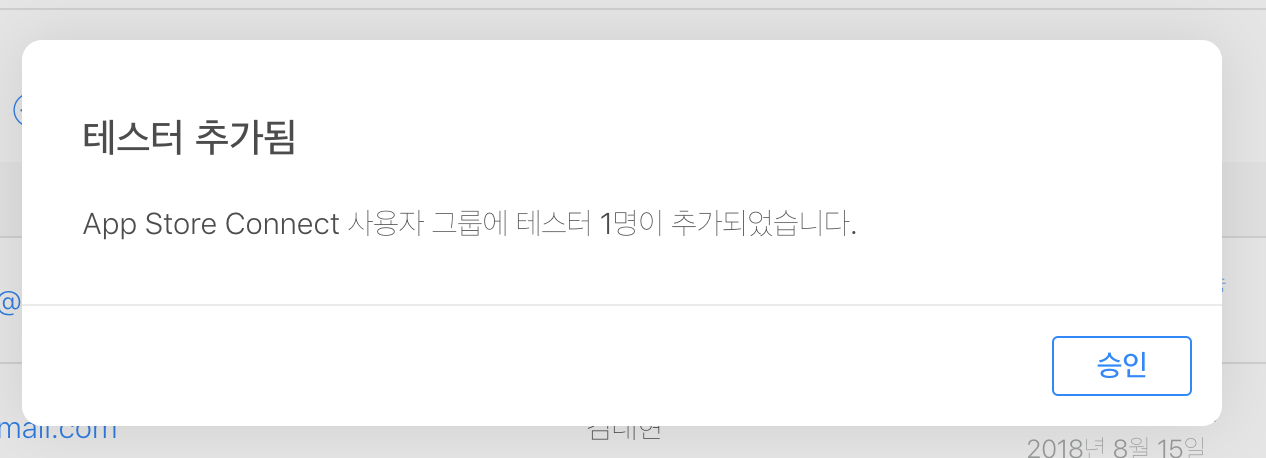 테스터 추가됨
App Store Connect 사용자 그룹에 테스터 1명이 추가되었습니다.
@
승인
mail.com
2018년 8월 15일